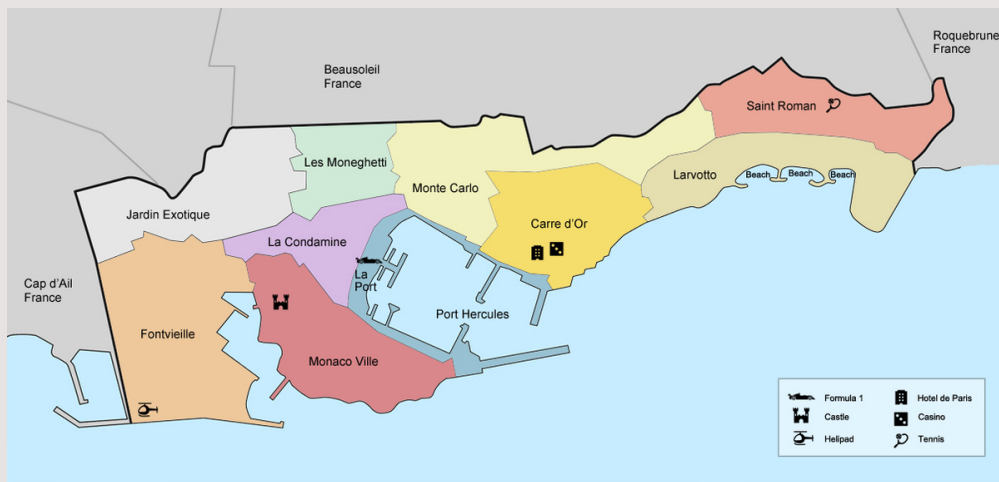 Roquebrune
France
Beausoleil
France
Saint Roman
Les Moneghetti
Larvotto
Beach
Beach
Beach
Monte Carlo
Jardin Exotique
Carre d'Or
La Condamine
La
Port
Cap d'Ail
France
Port Hercules
Fontvieille
Monaco Ville
Formula 1
Hotel de Paris
Castle
Casino
Helipad
Tennis